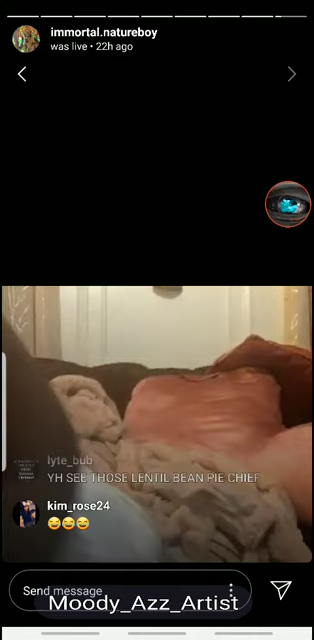 immortal.natureboy
was live • 22h ago
lyte_bub
YH SEE THOSE LENTIL BEAN PIE CHIEF
kim_rose24
😂😂😂
Send message
Moody_Azz_Artist